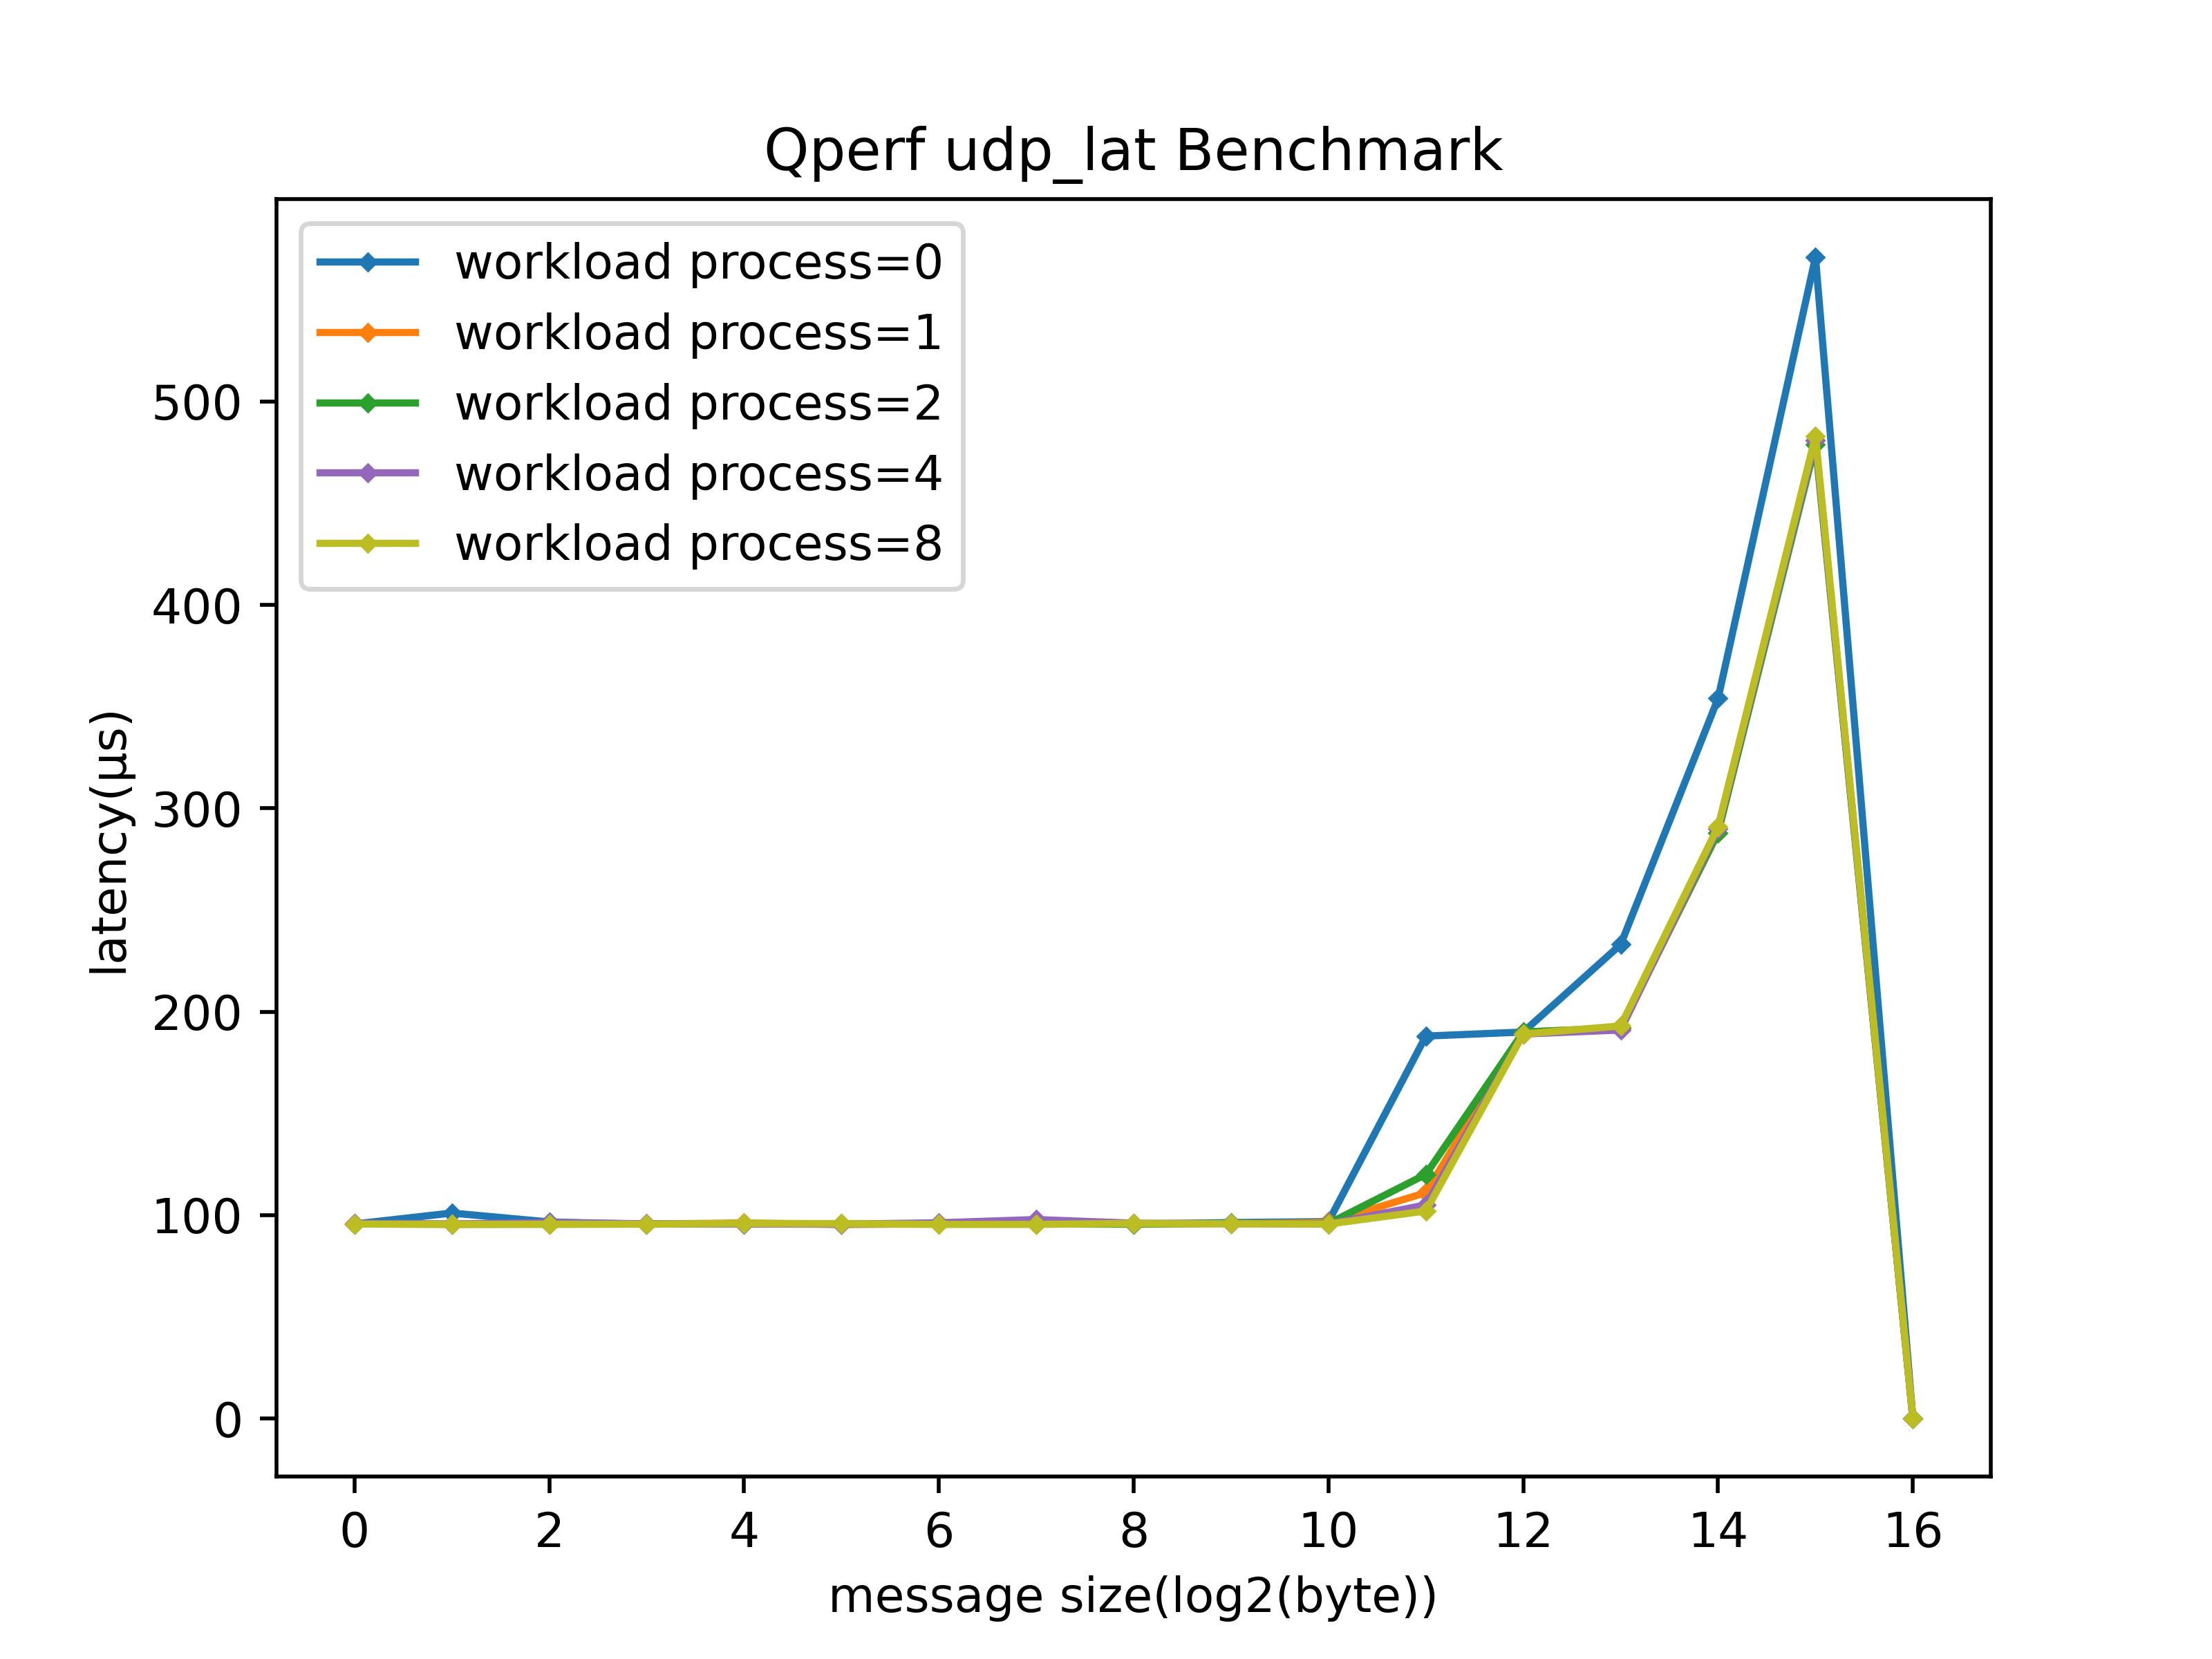 Qperf udp_lat Benchmark
workload process=0
workload process=1
workload process=2
workload process=4
workload process=8
500
400
300
200
100
0
latency(μs)
0 2 4 6 8 10 12 14 16
message size(log2(byte))